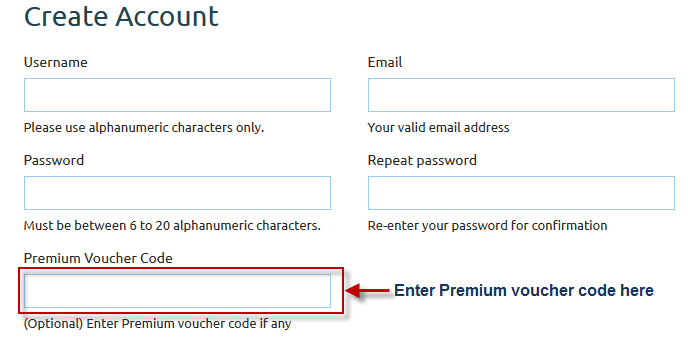 Create Account
Username
Email
Please use alphanumeric characters only.
Your valid email address
Password
Repeat password
Must be between 6 to 20 alphanumeric characters.
Re-enter your password for confirmation
Premium Voucher Code
Enter Premium voucher code here
(Optional) Enter Premium voucher code if any